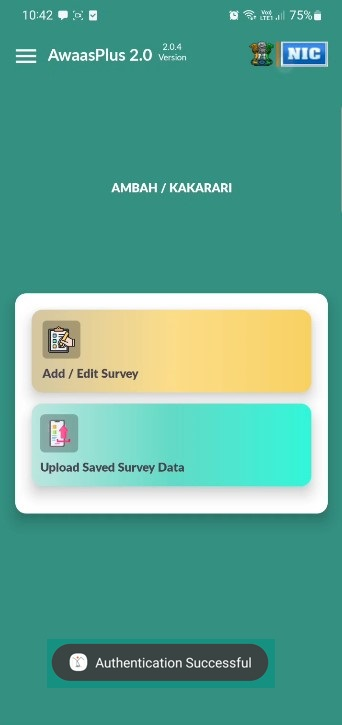 10:42
75%
AwaasPlus 2.0
2.0.4
Version
NIC
AMBAH / KAKARARI
Add / Edit Survey
Upload Saved Survey Data
Authentication Successful